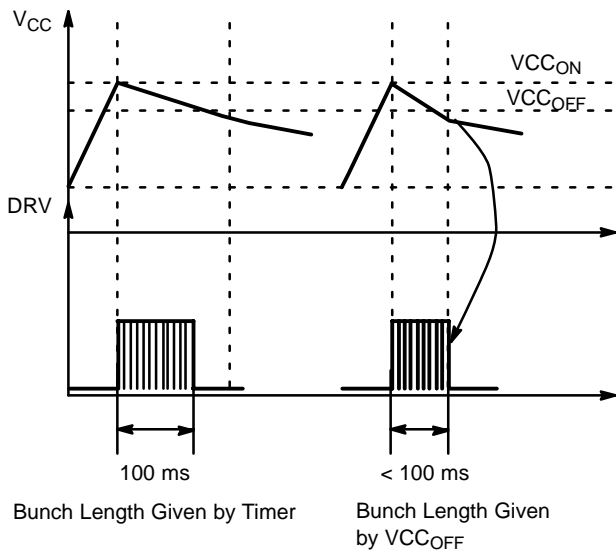 VCC
VCCON
VCCOFF
DRV
100 ms
< 100 ms
Bunch Length Given by Timer
Bunch Length Given
by VCCOFF